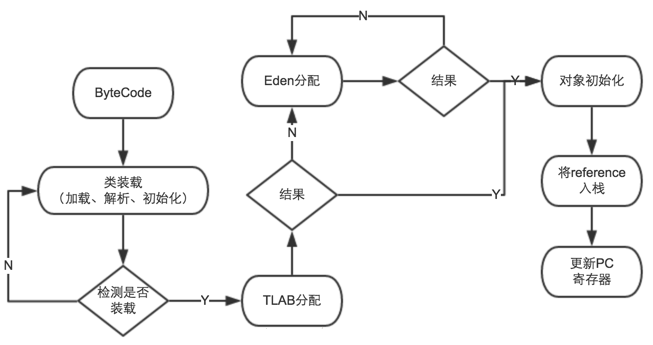 ByteCode
类装载
（加载、解析、初始化）
N
检测是否
装载
Y
TLAB分配
结果
N
Y
Eden分配
结果
N
Y
对象初始化
将reference
入栈
更新PC
寄存器